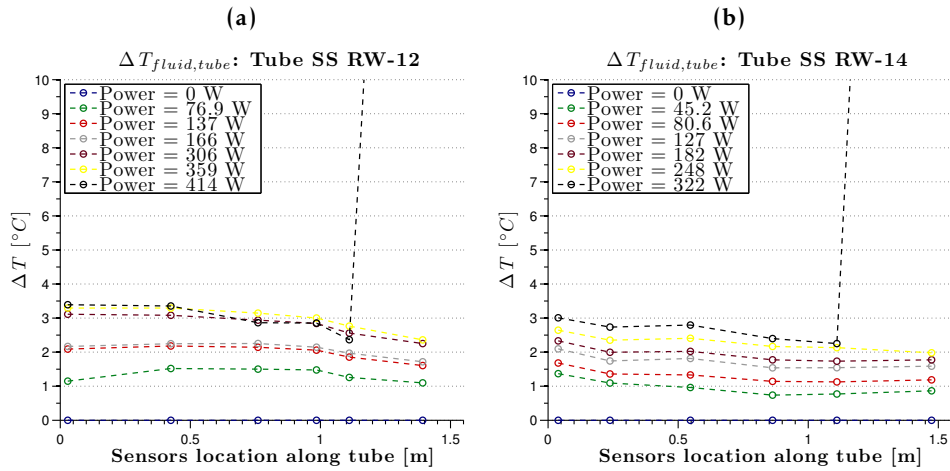 (a)
ΔT_{fluid,tube}: Tube SS RW-12
10
9
8
7
6
5
4
3
2
1
0
ΔT [°C]
Power = 0 W
Power = 76.9 W
Power = 137 W
Power = 166 W
Power = 306 W
Power = 359 W
Power = 414 W
0 0.5 1 1.5
Sensors location along tube [m]
(b)
ΔT_{fluid,tube}: Tube SS RW-14
10
9
8
7
6
5
4
3
2
1
0
ΔT [°C]
Power = 0 W
Power = 45.2 W
Power = 80.6 W
Power = 127 W
Power = 182 W
Power = 248 W
Power = 322 W
0 0.5 1 1.5
Sensors location along tube [m]